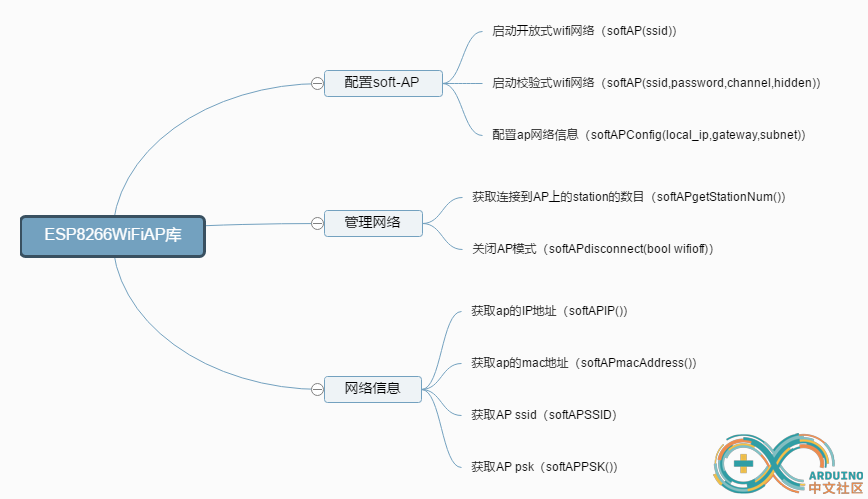 ESP8266WiFiAP库
配置soft-AP
启动开放式wifi网络（softAP(ssid)）
启动校验式wifi网络（softAP(ssid,password,channel,hidden)）
配置ap网络信息（softAPConfig(local_ip,gateway,subnet)）
管理网络
获取连接到AP上的station的数目（softAPgetStationNum()）
关闭AP模式（softAPdisconnect(bool wifioff)）
网络信息
获取ap的IP地址（softAPIP()）
获取ap的mac地址（softAPmacAddress()）
获取AP ssid（softAPSSID）
获取AP psk（softAPPSK()）
ARDUINO
中文社区